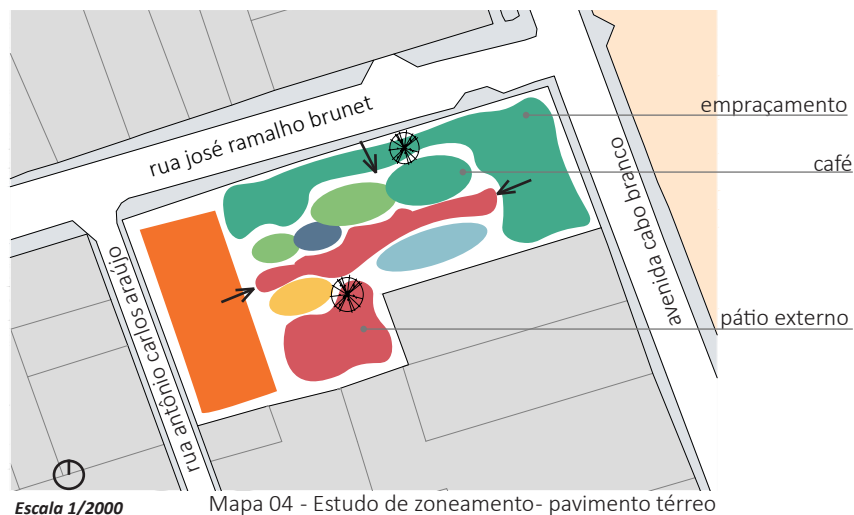 rua josé ramalho brunet
empraçamento
café
avenida cabo branco
rua antônio carlos araújo
pátio externo
Escala 1/2000
Mapa 04 - Estudo de zoneamento- pavimento térreo